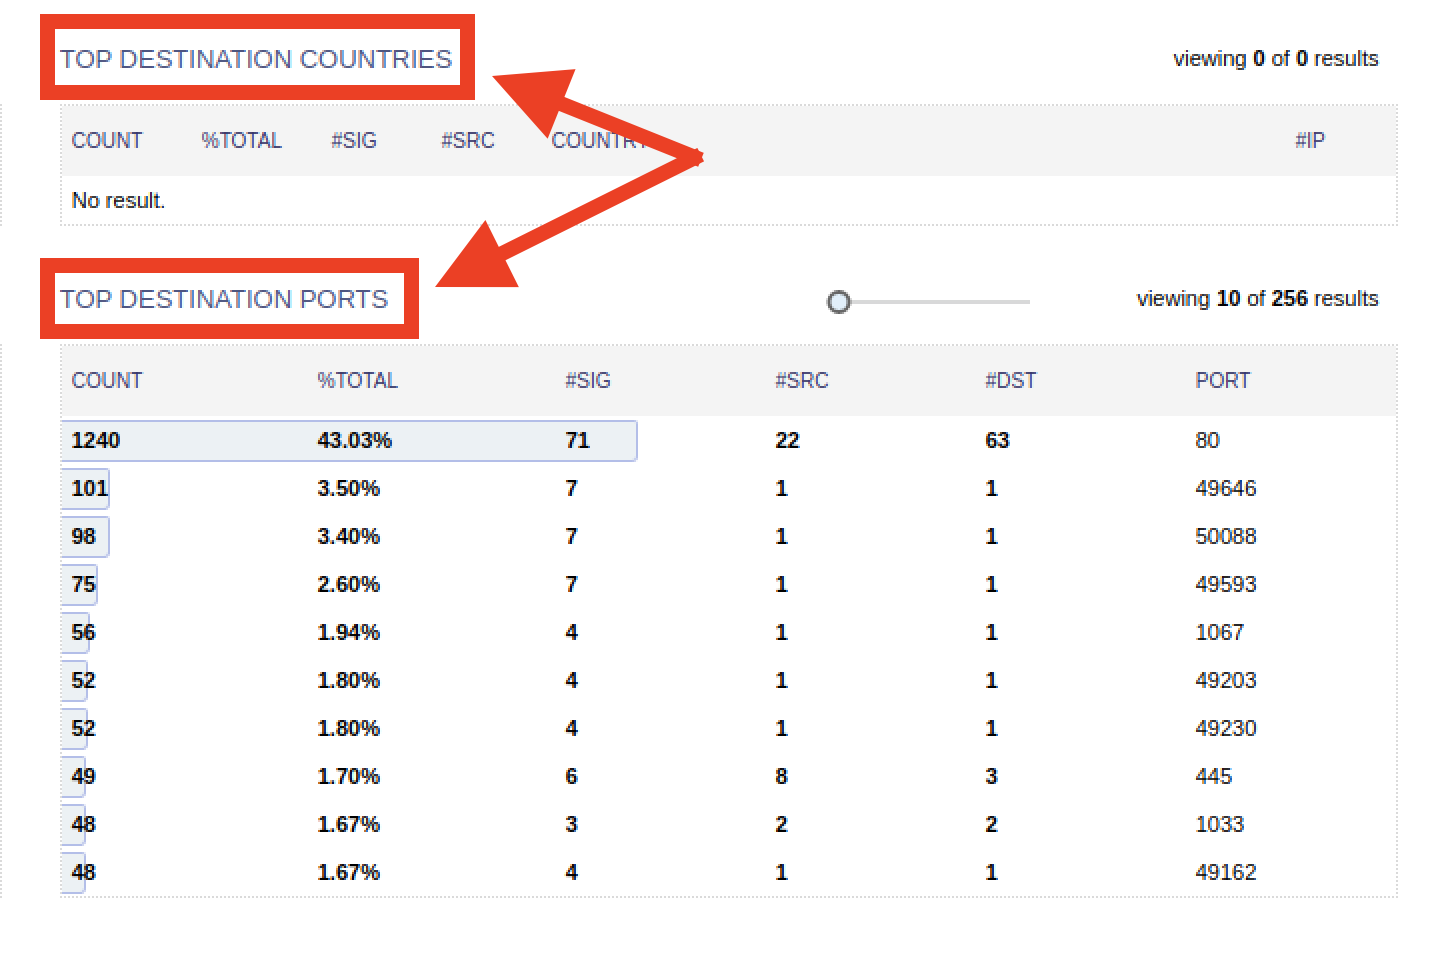 TOP DESTINATION COUNTRIES viewing 0 of 0 results
COUNT %TOTAL #SIG #SRC COUNTRY #IP
No result.
TOP DESTINATION PORTS viewing 10 of 256 results
COUNT %TOTAL #SIG #SRC #DST PORT
1240 43.03% 71 22 63 80
101 3.50% 7 1 1 49646
98 3.40% 7 1 1 50088
75 2.60% 7 1 1 49593
56 1.94% 4 1 1 1067
52 1.80% 4 1 1 49203
52 1.80% 4 1 1 49230
49 1.70% 6 8 3 445
48 1.67% 3 2 2 1033
48 1.67% 4 1 1 49162